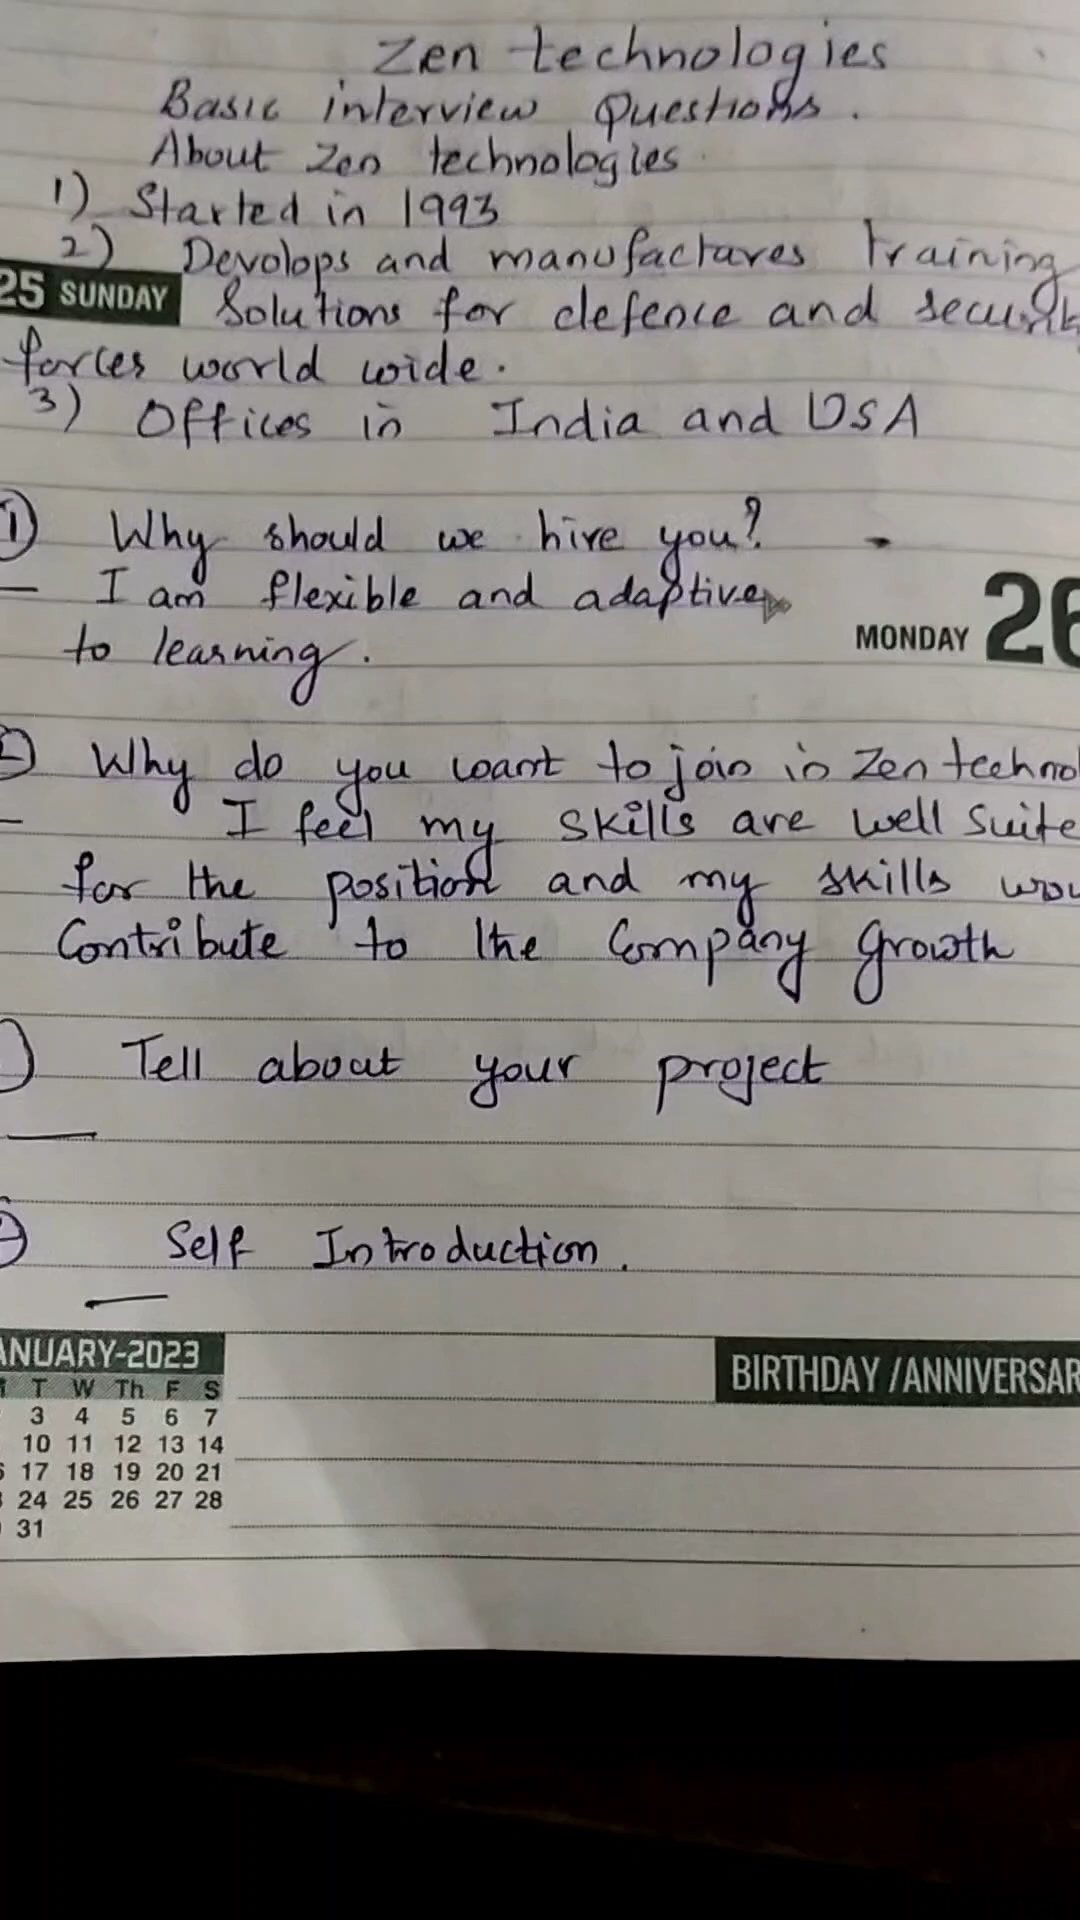 Zen technologies
Basic interview Questions.
About Zen technologies.
1) Started in 1993
2) Devolops and manufactures training
25 SUNDAY solutions for defence and securit
forces world wide.
3) Offices in India and USA
1) Why should we hire you?
- I am flexible and adaptive
to learning.
MONDAY 26
2) Why do you want to join in Zen technol
- I feel my skills are well suite
for the position and my skills wou
Contribute to the Company growth
) Tell about your project
Self Introduction.
ANUARY-2023
T W Th F S
3 4 5 6 7
10 11 12 13 14
17 18 19 20 21
24 25 26 27 28
31
BIRTHDAY /ANNIVERSAR